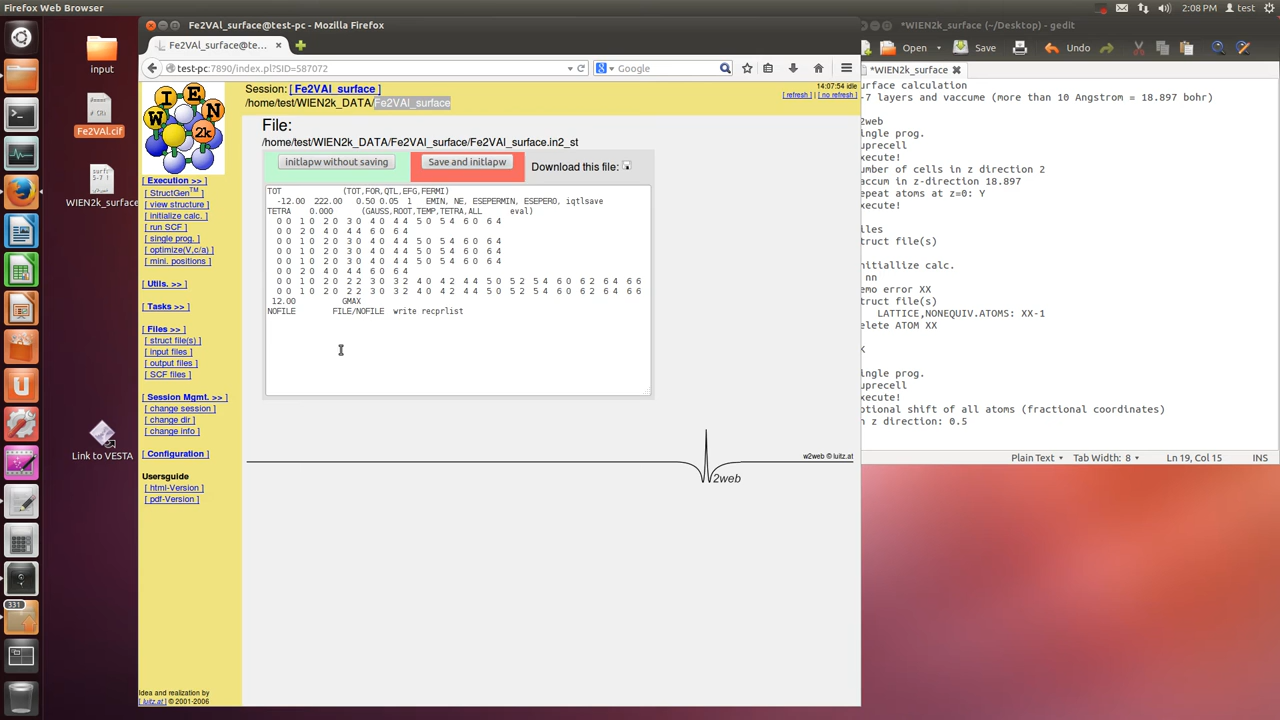 Firefox Web Browser
2:08 PM
test
input
Fe2VAl.cif
WIEN2k_surface
Link to VESTA
331
Fe2VAl_surface@test-pc - Mozilla Firefox
Fe2VAl_surface@te...
test-pc:7890/index.pl?SID=587072
Google
Session: [ Fe2VAl_surface ]
/home/test/WIEN2k_DATA/Fe2VAl_surface
14:07:54 idle
[ refresh ] [ no refresh ]
W I E N 2k
File:
/home/test/WIEN2k_DATA/Fe2VAl_surface/Fe2VAl_surface.in2_st
initlapw without saving
Save and initlapw
Download this file:
TOT (TOT,FOR,QTL,EFG,FERMI)
-12.00 222.00 0.50 0.05 1 EMIN, NE, ESEPERMIN, ESEPER0, iqtlsave
TETRA 0.000 (GAUSS,ROOT,TEMP,TETRA,ALL eval)
0 0 1 0 2 0 3 0 4 0 4 4 5 0 5 4 6 0 6 4
0 0 2 0 4 0 4 4 6 0 6 4
0 0 1 0 2 0 3 0 4 0 4 4 5 0 5 4 6 0 6 4
0 0 1 0 2 0 3 0 4 0 4 4 5 0 5 4 6 0 6 4
0 0 1 0 2 0 3 0 4 0 4 4 5 0 5 4 6 0 6 4
0 0 2 0 4 0 4 4 6 0 6 4
0 0 1 0 2 0 2 2 3 0 3 2 4 0 4 2 4 4 5 0 5 2 5 4 6 0 6 2 6 4 6 6
0 0 1 0 2 0 2 2 3 0 3 2 4 0 4 2 4 4 5 0 5 2 5 4 6 0 6 2 6 4 6 6
12.00 GMAX
NOFILE FILE/NOFILE write recprlist
w2web © luitz.at
2web
[ Execution >> ]
[ StructGen™ ]
[ view structure ]
[ initialize calc. ]
[ run SCF ]
[ single prog. ]
[ optimize(V,c/a) ]
[ mini. positions ]
[ Utils. >> ]
[ Tasks >> ]
[ Files >> ]
[ struct file(s) ]
[ input files ]
[ output files ]
[ SCF files ]
[ Session Mgmt. >> ]
[ change session ]
[ change dir ]
[ change info ]
[ Configuration ]
Usersguide
[ html-Version ]
[ pdf-Version ]
Idea and realization by
[ luitz.at ] © 2001-2006
*WIEN2k_surface (~/Desktop) - gedit
Open Save Undo
*WIEN2k_surface
urface calculation
-7 layers and vaccume (more than 10 Angstrom = 18.897 bohr)
2web
ingle prog.
uprecell
xecute!
umber of cells in z direction 2
accum in z-direction 18.897
epeat atoms at z=0: Y
xecute!
iles
truct file(s)
nitiallize calc.
nn
emo error XX
truct file(s)
LATTICE,NONEQUIV.ATOMS: XX-1
elete ATOM XX
K
ingle prog.
uprecell
xecute!
ptional shift of all atoms (fractional coordinates)
n z direction: 0.5
Plain Text Tab Width: 8 Ln 19, Col 15 INS